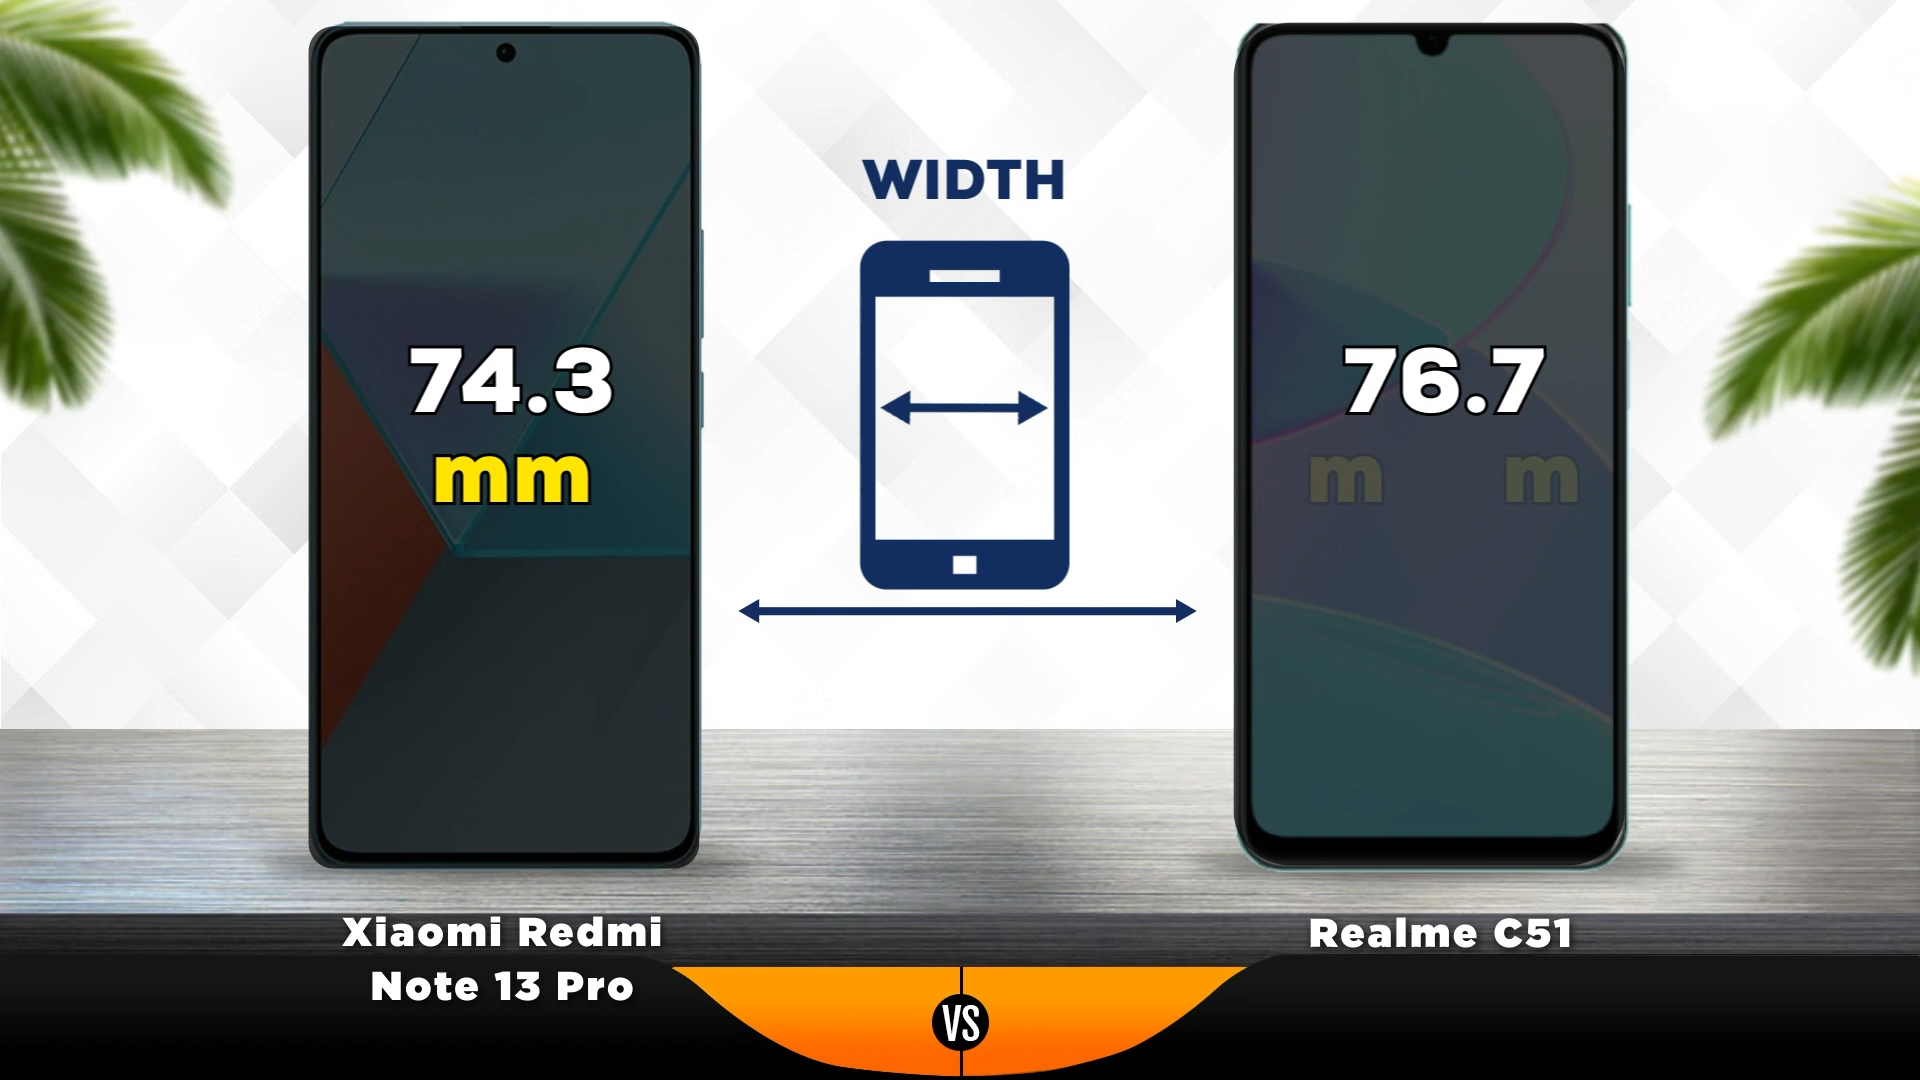 WIDTH
74.3
mm
76.7
m m
Xiaomi Redmi
Note 13 Pro
Realme C51
VS